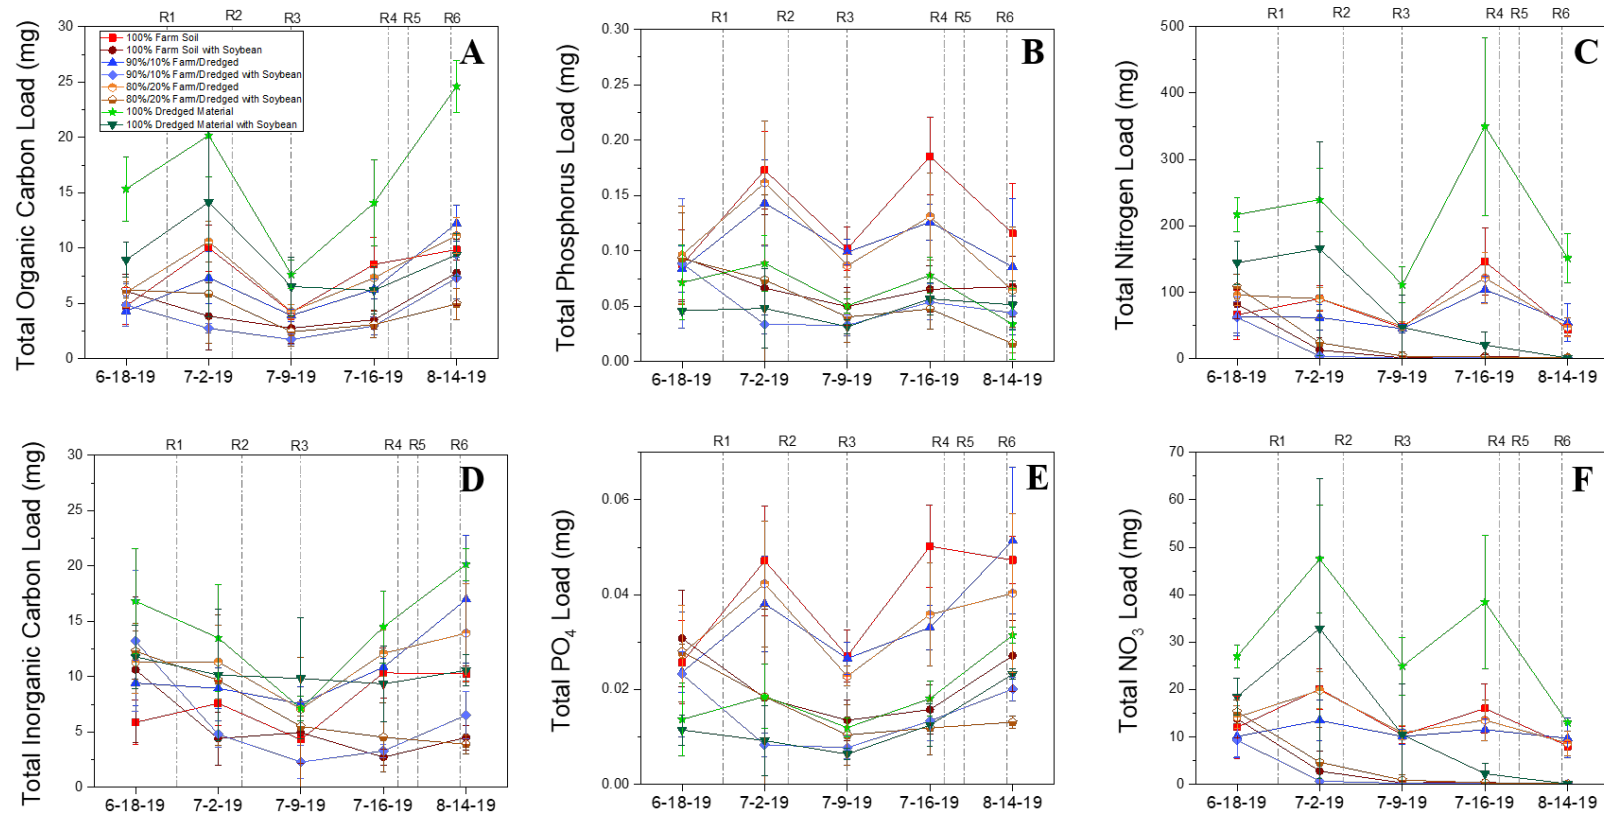 R1 R2 R3 R4 R5 R6
A
Total Organic Carbon Load (mg)
30
25
20
15
10
5
0
100% Farm Soil
100% Farm Soil with Soybean
90%/10% Farm/Dredged
90%/10% Farm/Dredged with Soybean
80%/20% Farm/Dredged
80%/20% Farm/Dredged with Soybean
100% Dredged Material
100% Dredged Material with Soybean
6-18-19 7-2-19 7-9-19 7-16-19 8-14-19
R1 R2 R3 R4 R5 R6
B
Total Phosphorus Load (mg)
0.30
0.25
0.20
0.15
0.10
0.05
0.00
6-18-19 7-2-19 7-9-19 7-16-19 8-14-19
R1 R2 R3 R4 R5 R6
C
Total Nitrogen Load (mg)
500
400
300
200
100
0
6-18-19 7-2-19 7-9-19 7-16-19 8-14-19
R1 R2 R3 R4 R5 R6
D
Total Inorganic Carbon Load (mg)
30
25
20
15
10
5
0
6-18-19 7-2-19 7-9-19 7-16-19 8-14-19
R1 R2 R3 R4 R5 R6
E
Total PO4 Load (mg)
0.06
0.04
0.02
0.00
6-18-19 7-2-19 7-9-19 7-16-19 8-14-19
R1 R2 R3 R4 R5 R6
F
Total NO3 Load (mg)
70
60
50
40
30
20
10
0
6-18-19 7-2-19 7-9-19 7-16-19 8-14-19